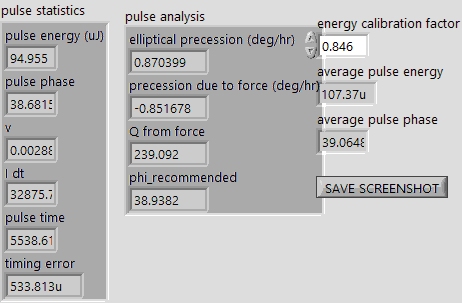 pulse statistics
pulse energy (uJ)
94.955
pulse phase
38.6815
v
0.00288
I dt
32875.7
pulse time
5538.61
timing error
533.813u
pulse analysis
elliptical precession (deg/hr)
0.870399
precession due to force (deg/hr)
-0.851678
Q from force
239.092
phi_recommended
38.9382
energy calibration factor
0.846
average pulse energy
107.37u
average pulse phase
39.0648
SAVE SCREENSHOT